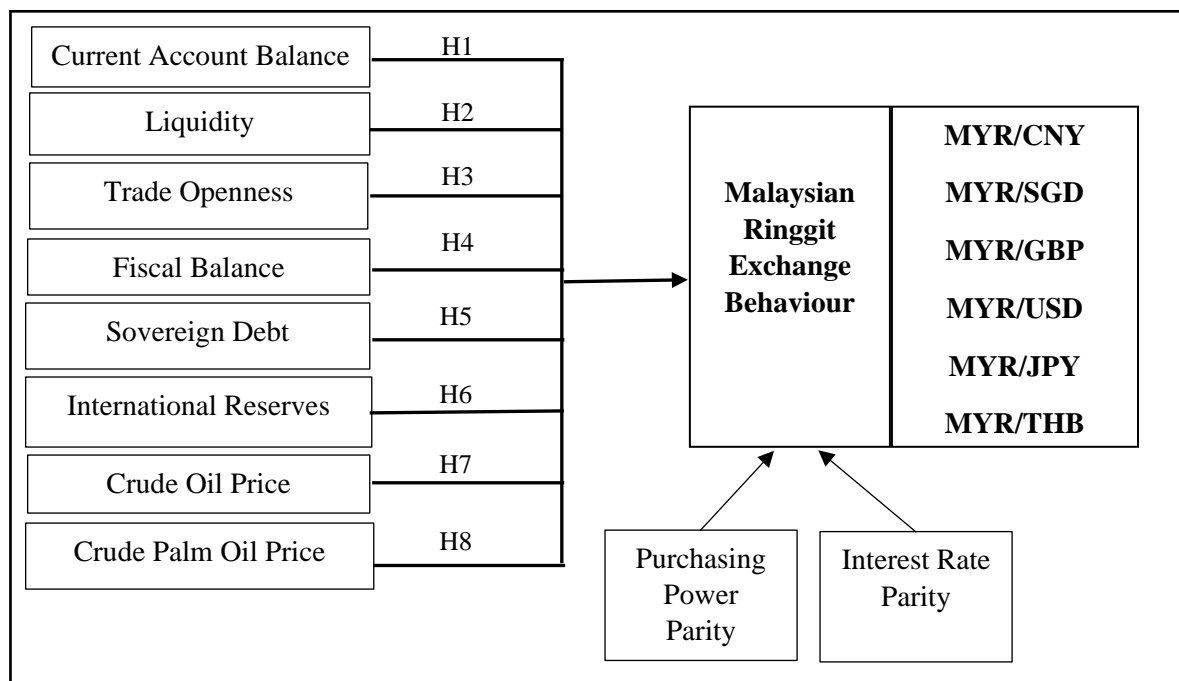 Current Account Balance
H1
Liquidity
H2
Trade Openness
H3
Fiscal Balance
H4
Sovereign Debt
H5
International Reserves
H6
Crude Oil Price
H7
Crude Palm Oil Price
H8
Malaysian
Ringgit
Exchange
Behaviour
MYR/CNY
MYR/SGD
MYR/GBP
MYR/USD
MYR/JPY
MYR/THB
Purchasing
Power
Parity
Interest Rate
Parity